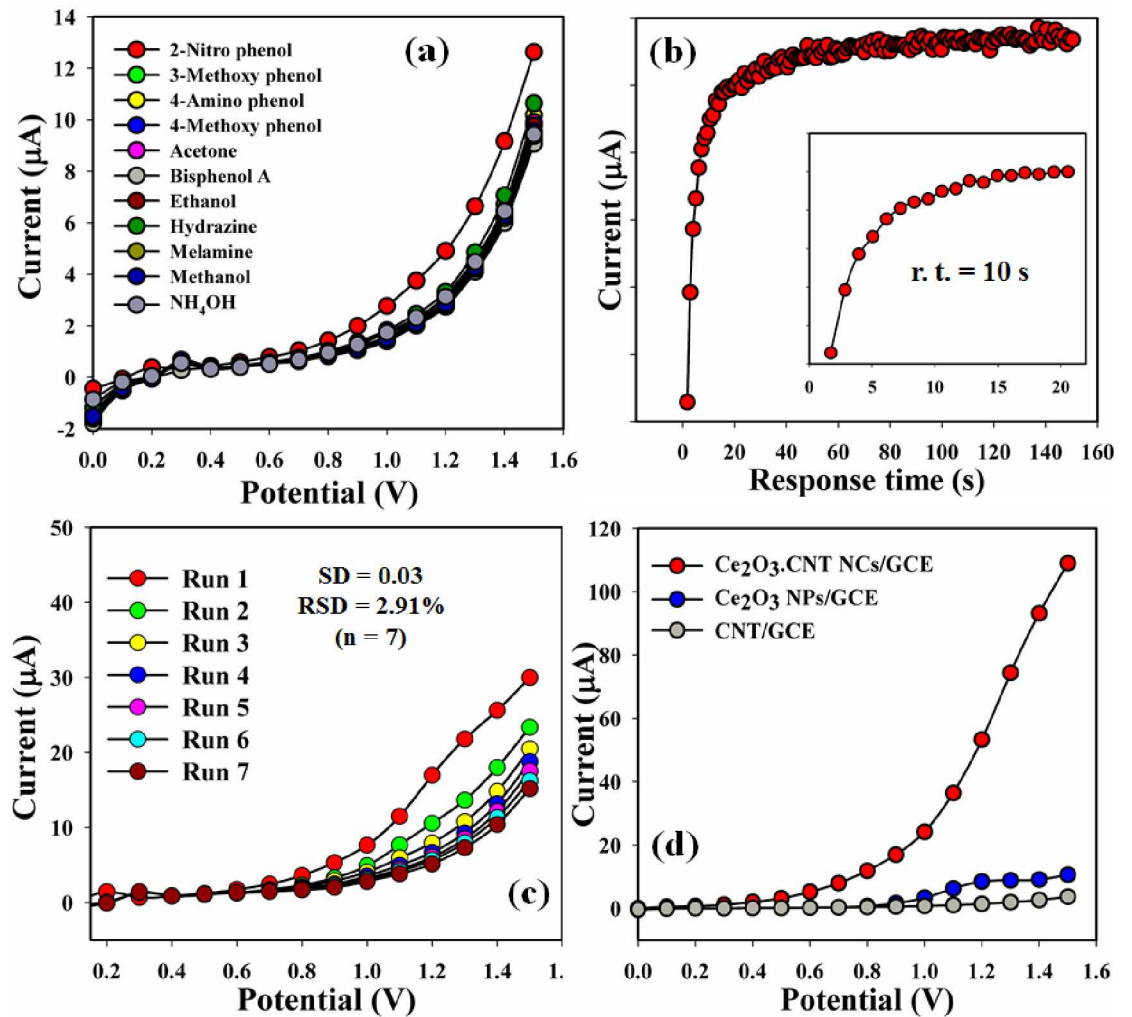 (a)
14
12
10
8
6
4
2
0
-2
Current (µA)
2-Nitro phenol
3-Methoxy phenol
4-Amino phenol
4-Methoxy phenol
Acetone
Bisphenol A
Ethanol
Hydrazine
Melamine
Methanol
NH₄OH
0.0 0.2 0.4 0.6 0.8 1.0 1.2 1.4 1.6
Potential (V)
(b)
Current (µA)
r. t. = 10 s
0 5 10 15 20
0 20 40 60 80 100 120 140 160
Response time (s)
50
40
30
20
10
0
Current (µA)
Run 1
Run 2
Run 3
Run 4
Run 5
Run 6
Run 7
SD = 0.03
RSD = 2.91%
(n = 7)
(c)
0.2 0.4 0.6 0.8 1.0 1.2 1.4 1.
Potential (V)
120
100
80
60
40
20
0
Current (µA)
Ce₂O₃.CNT NCs/GCE
Ce₂O₃ NPs/GCE
CNT/GCE
(d)
0.0 0.2 0.4 0.6 0.8 1.0 1.2 1.4 1.6
Potential (V)